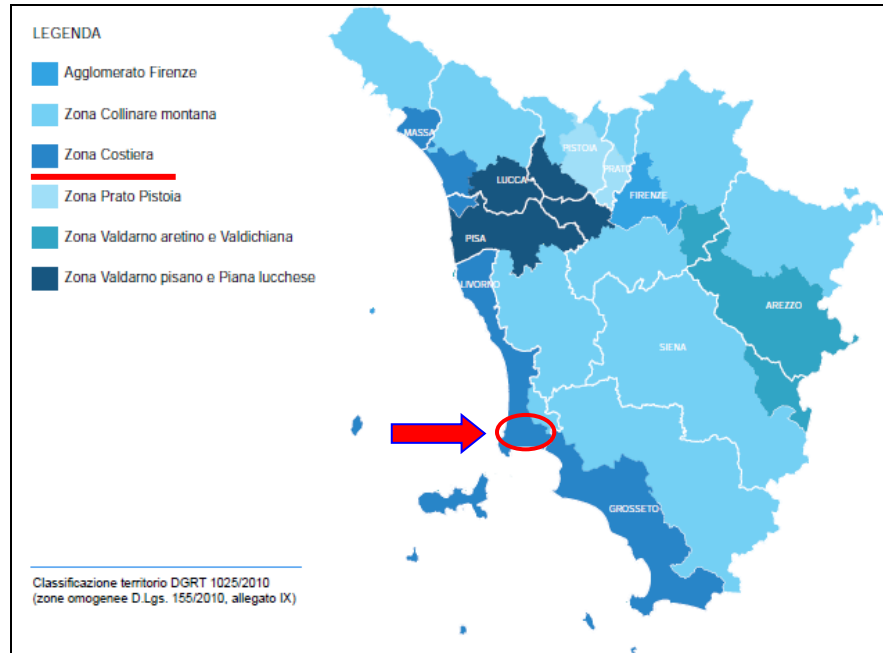 LEGENDA
Agglomerato Firenze
Zona Collinare montana
Zona Costiera
Zona Prato Pistoia
Zona Valdarno aretino e Valdichiana
Zona Valdarno pisano e Piana lucchese
MASSA
PISTOIA
PRATO
LUCCA
FIRENZE
PISA
LIVORNO
AREZZO
SIENA
GROSSETO
Classificazione territorio DGRT 1025/2010
(zone omogenee D.Lgs. 155/2010, allegato IX)